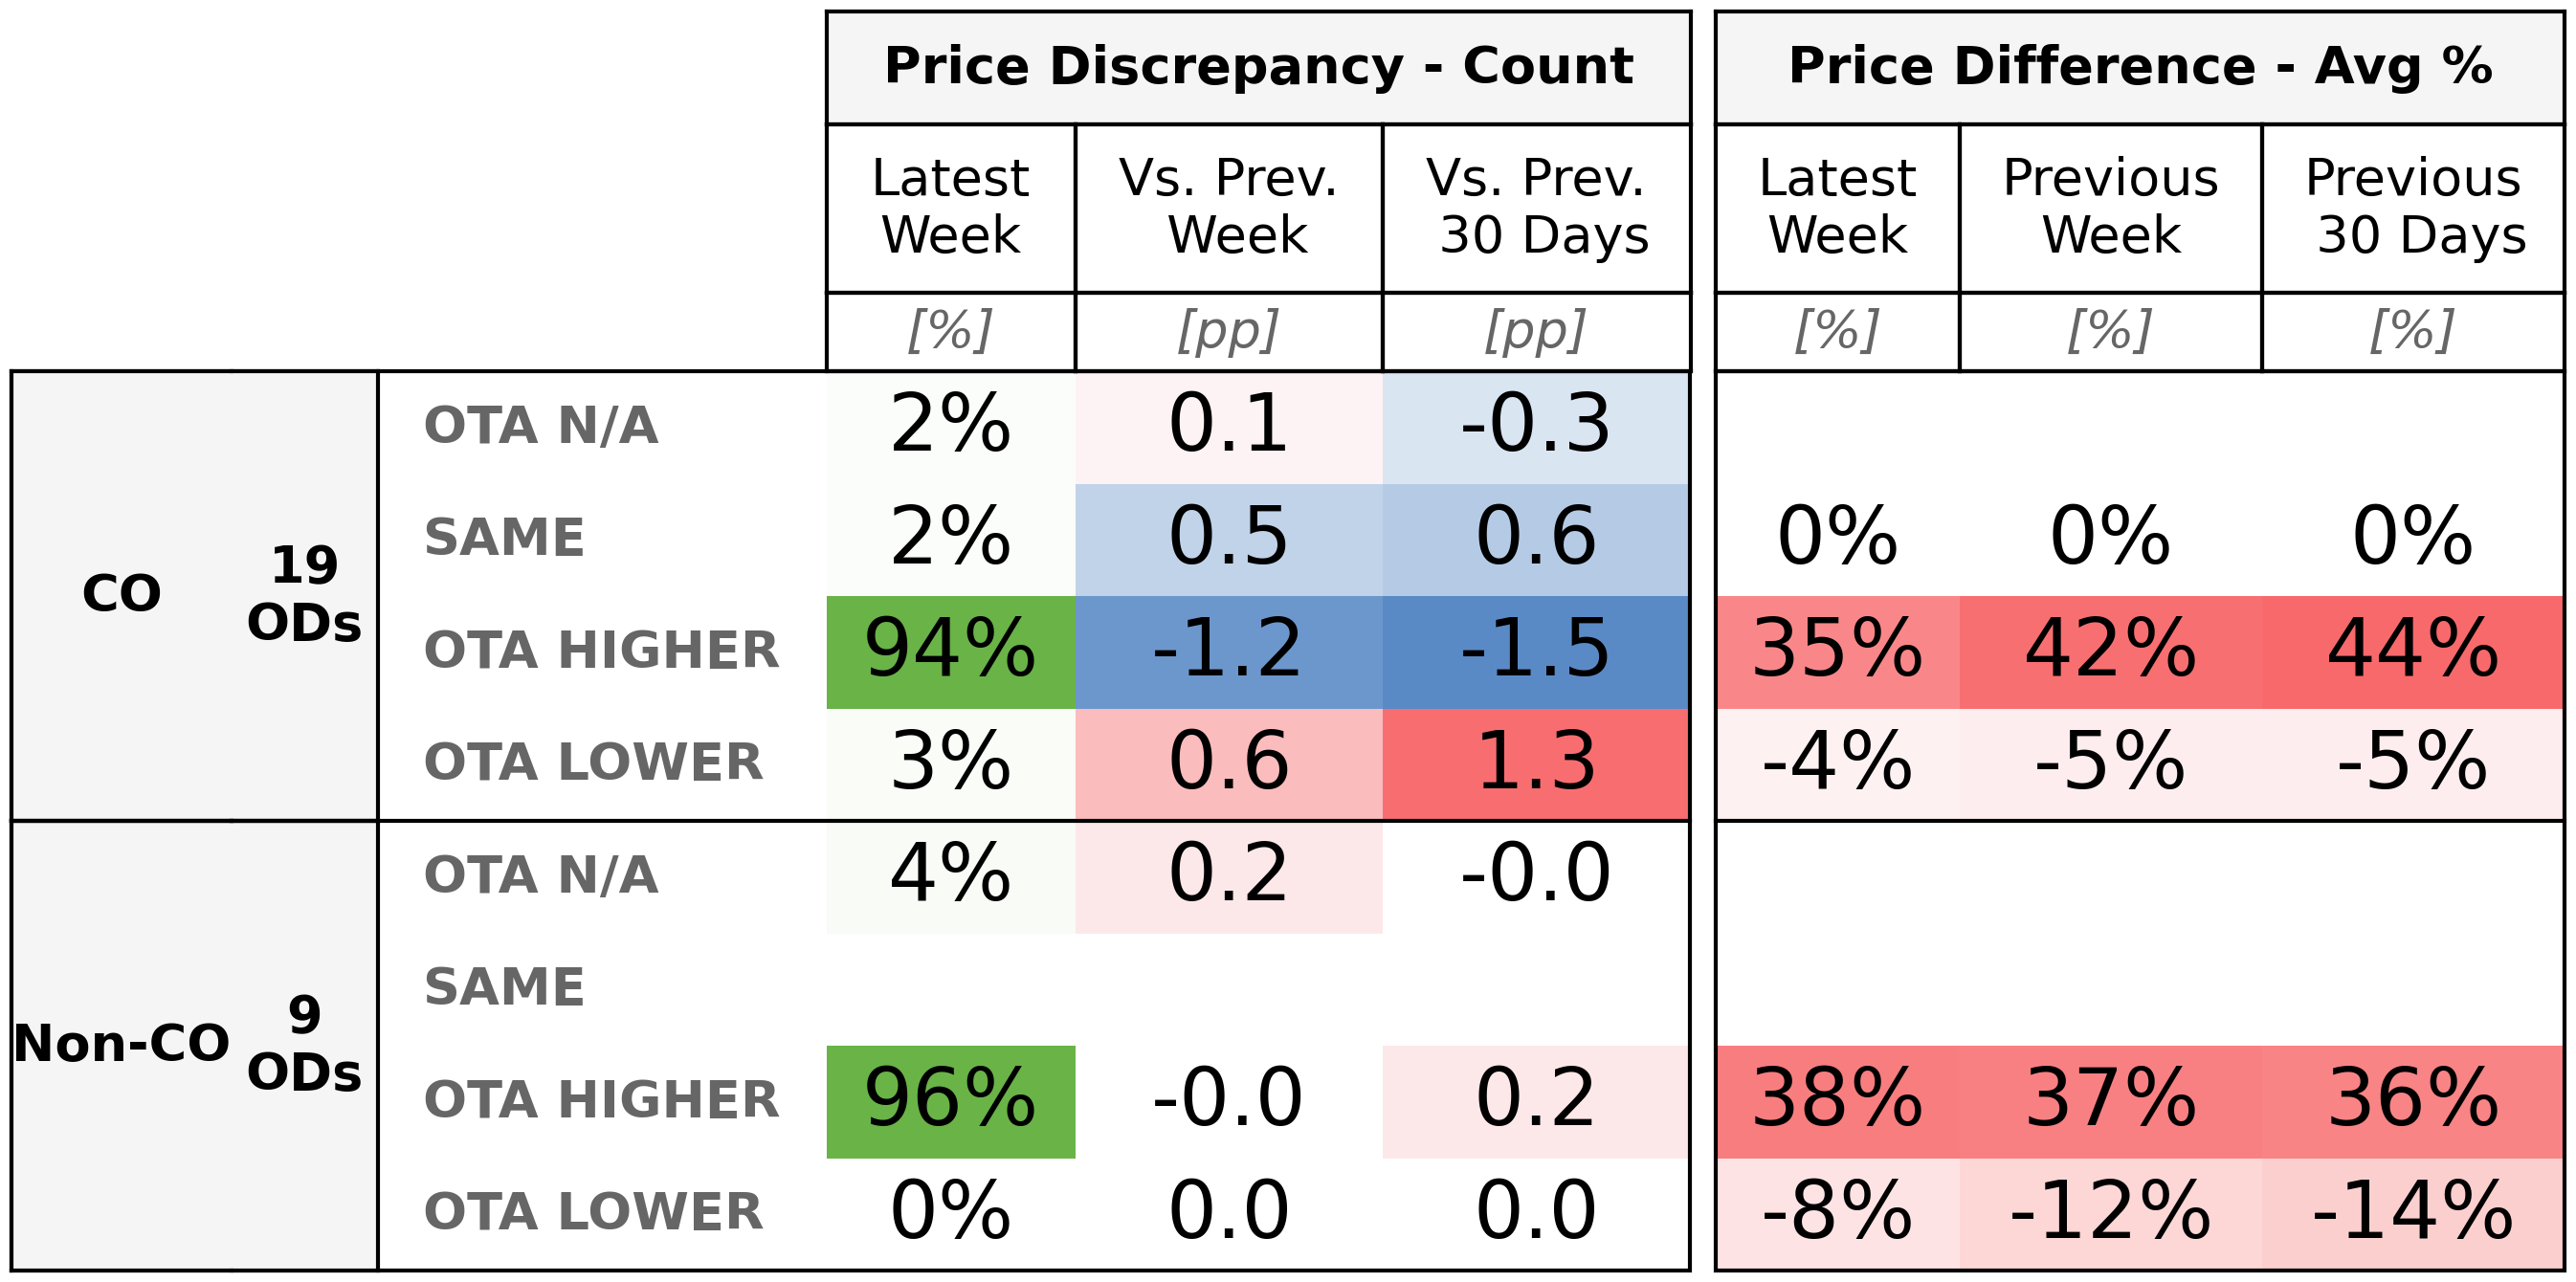 Price Discrepancy - Count Price Difference - Avg %
Latest Week Vs. Prev. Week Vs. Prev. 30 Days Latest Week Previous Week Previous 30 Days
[%] [pp] [pp] [%] [%] [%]
CO 19 ODs
OTA N/A 2% 0.1 -0.3
SAME 2% 0.5 0.6 0% 0% 0%
OTA HIGHER 94% -1.2 -1.5 35% 42% 44%
OTA LOWER 3% 0.6 1.3 -4% -5% -5%
Non-CO 9 ODs
OTA N/A 4% 0.2 -0.0
SAME
OTA HIGHER 96% -0.0 0.2 38% 37% 36%
OTA LOWER 0% 0.0 0.0 -8% -12% -14%